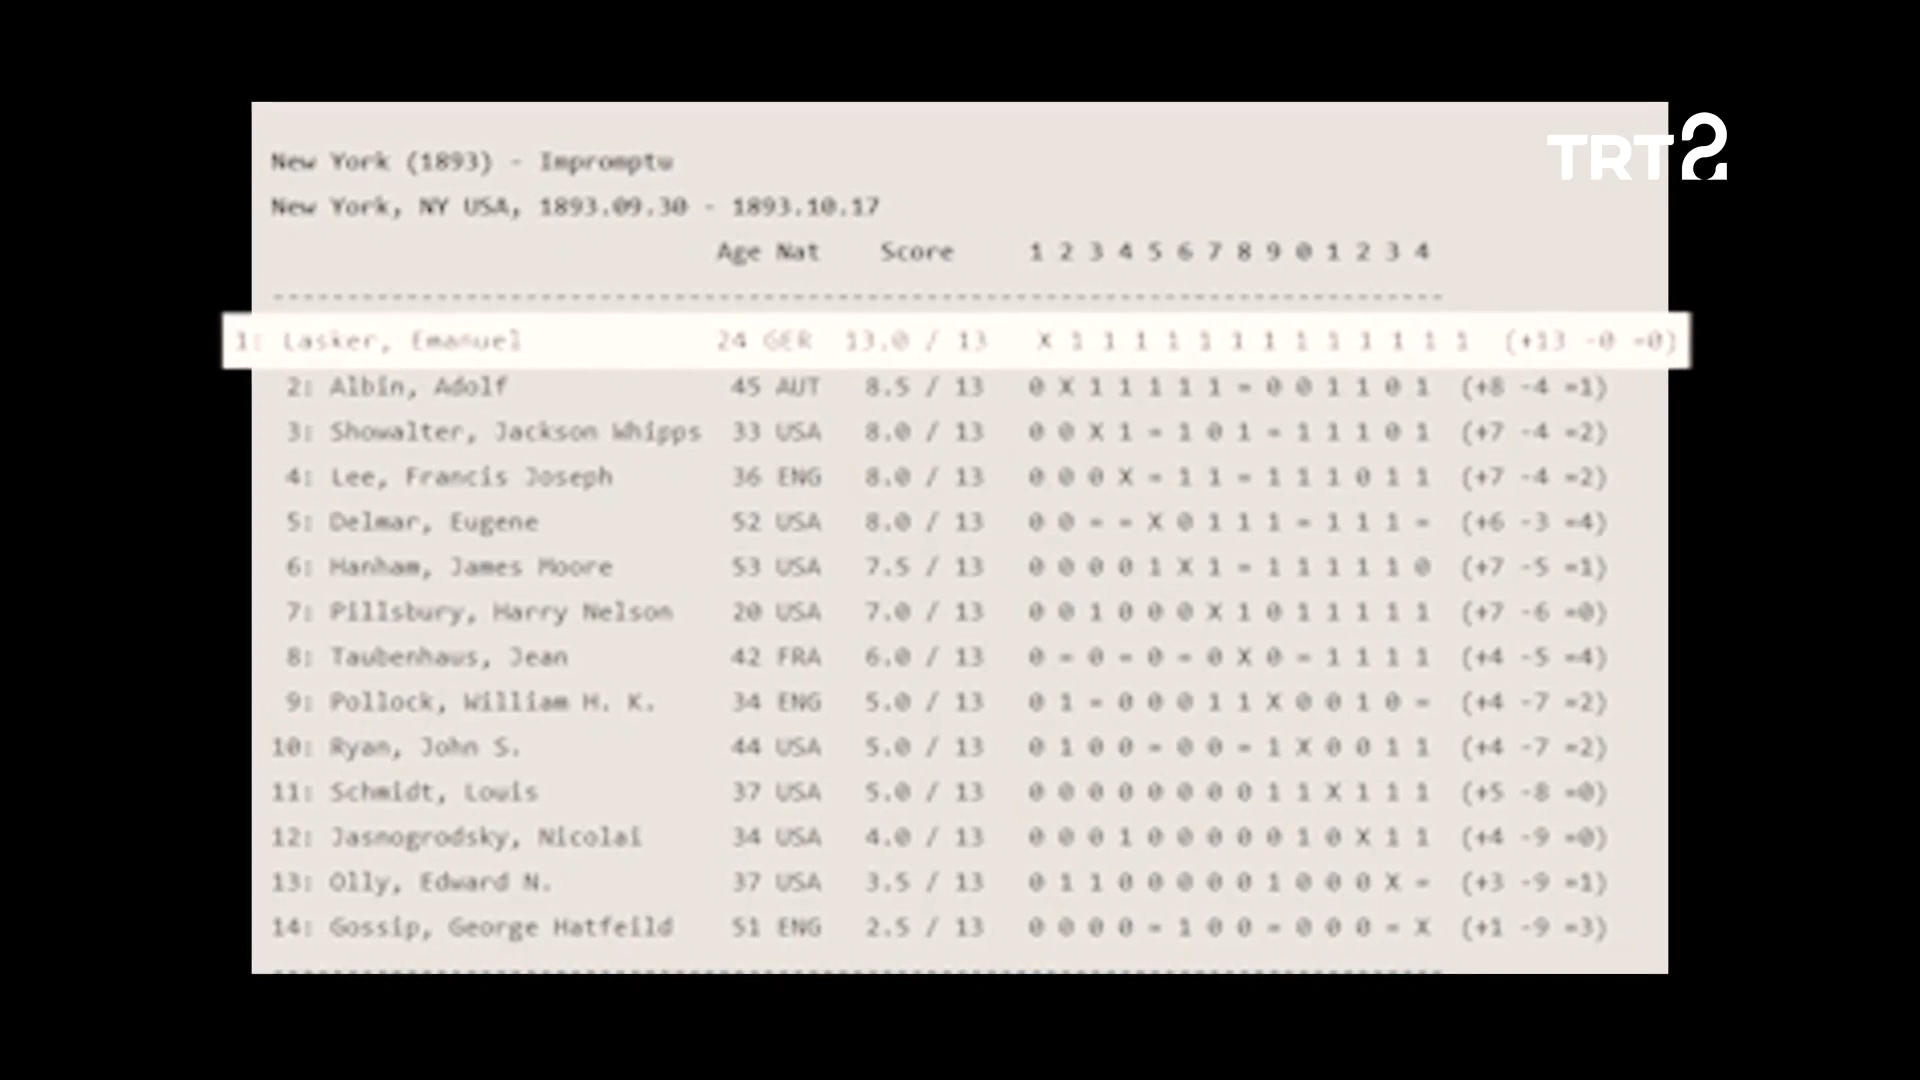 TRT2
New York (1893) - Impromptu
New York, NY USA, 1893.09.30 - 1893.10.17
Age Nat Score 1 2 3 4 5 6 7 8 9 0 1 2 3 4
1: Lasker, Emanuel 24 GER 13.0 / 13 X 1 1 1 1 1 1 1 1 1 1 1 1 1 (+13 -0 =0)
2: Albin, Adolf 45 AUT 8.5 / 13 0 X 1 1 1 1 1 = 0 0 1 1 0 1 (+8 -4 =1)
3: Showalter, Jackson Whipps 33 USA 8.0 / 13 0 0 X 1 = 1 0 1 = 1 1 1 0 1 (+7 -4 =2)
4: Lee, Francis Joseph 36 ENG 8.0 / 13 0 0 0 X = 1 1 = 1 1 1 0 1 1 (+7 -4 =2)
5: Delmar, Eugene 52 USA 8.0 / 13 0 0 = = X 0 1 1 1 = 1 1 1 = (+6 -3 =4)
6: Hanham, James Moore 53 USA 7.5 / 13 0 0 0 0 1 X 1 = 1 1 1 1 1 0 (+7 -5 =1)
7: Pillsbury, Harry Nelson 20 USA 7.0 / 13 0 0 1 0 0 0 X 1 0 1 1 1 1 1 (+7 -6 =0)
8: Taubenhaus, Jean 42 FRA 6.0 / 13 0 = 0 = 0 = 0 X 0 = 1 1 1 1 (+4 -5 =4)
9: Pollock, William H. K. 34 ENG 5.0 / 13 0 1 = 0 0 0 1 1 X 0 0 1 0 = (+4 -7 =2)
10: Ryan, John S. 44 USA 5.0 / 13 0 1 0 0 = 0 0 = 1 X 0 0 1 1 (+4 -7 =2)
11: Schmidt, Louis 37 USA 5.0 / 13 0 0 0 0 0 0 0 0 1 1 X 1 1 1 (+5 -8 =0)
12: Jasnogrodsky, Nicolai 34 USA 4.0 / 13 0 0 0 1 0 0 0 0 0 1 0 X 1 1 (+4 -9 =0)
13: Olly, Edward N. 37 USA 3.5 / 13 0 1 1 0 0 0 0 0 1 0 0 0 X = (+3 -9 =1)
14: Gossip, George Hatfeild 51 ENG 2.5 / 13 0 0 0 0 = 1 0 0 = 0 0 0 = X (+1 -9 =3)